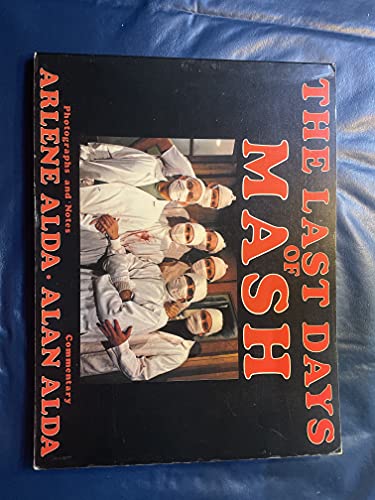 THE LAST DAYS
OF
MASH
Photographs and Notes
Commentary
ARLENE ALDA · ALAN ALDA